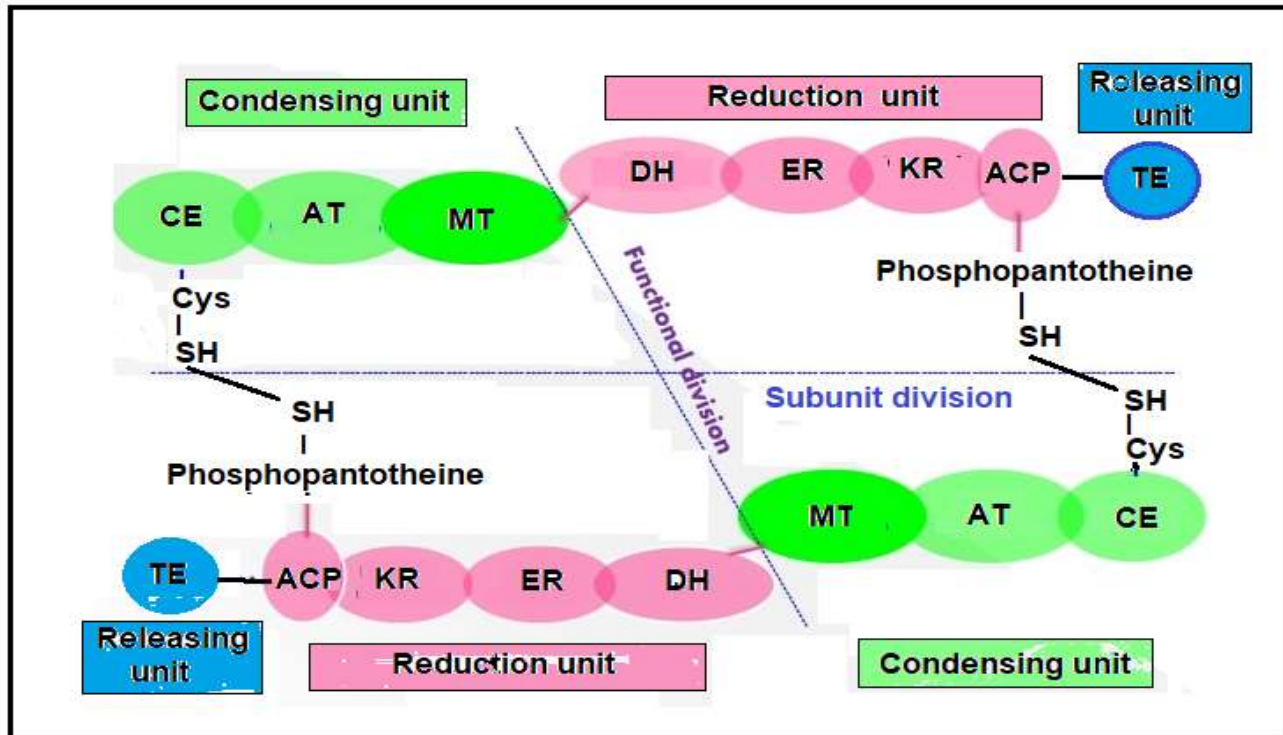 Condensing unit
Reduction unit
Releasing
unit
CE AT MT
DH ER KR ACP TE
Cys
SH
Phosphopantotheine
SH
Functional division
Subunit division
SH
Phosphopantotheine
SH
Cys
MT AT CE
TE ACP KR ER DH
Releasing
unit
Reduction unit
Condensing unit